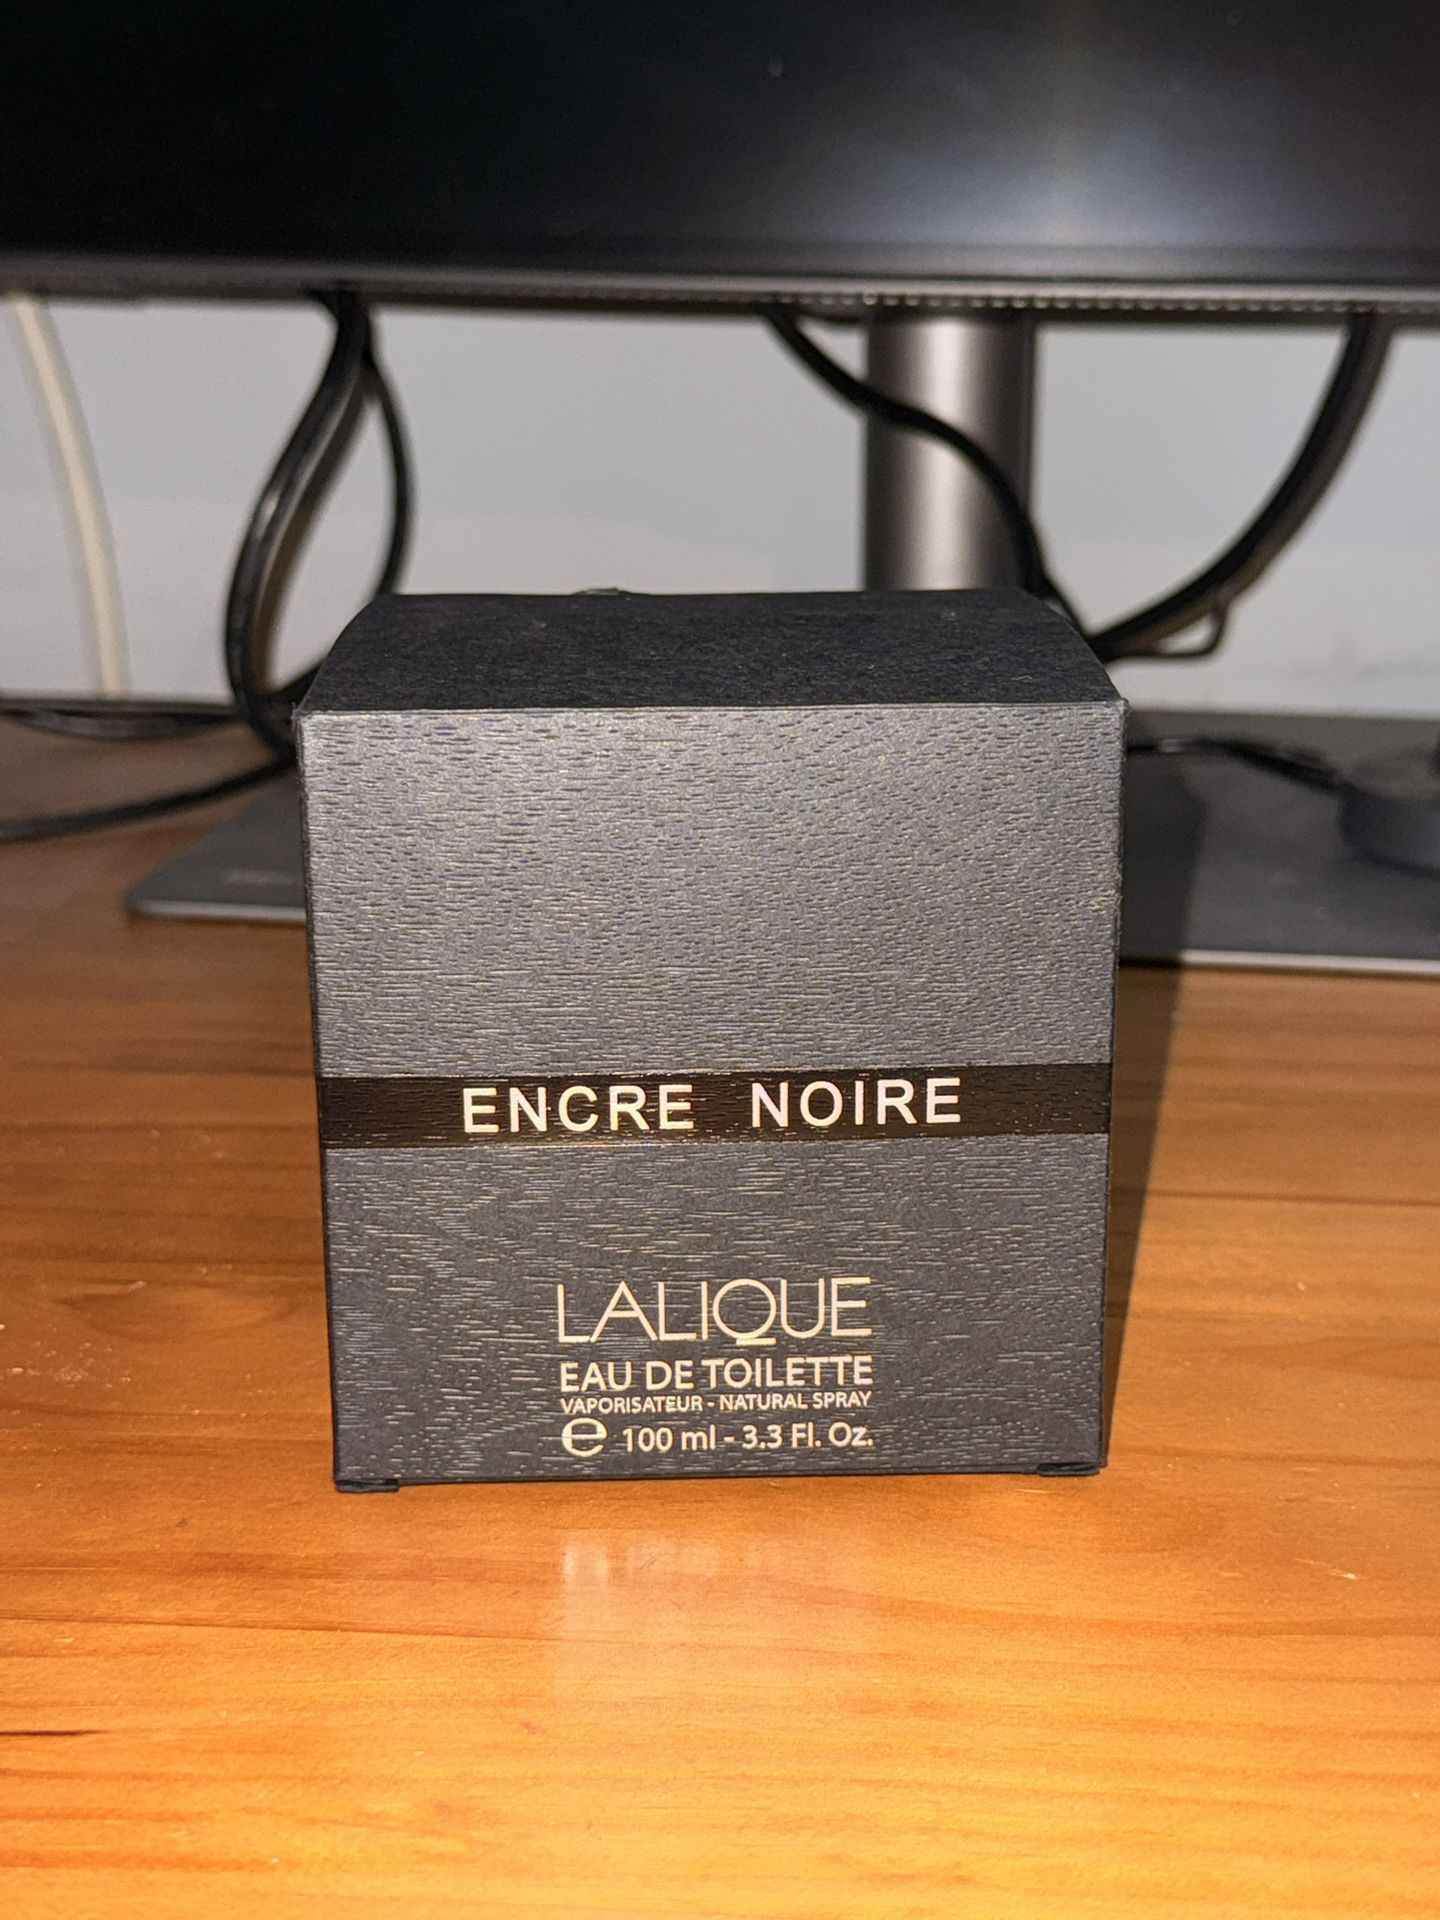 ENCRE NOIRE
LALIQUE
EAU DE TOILETTE
VAPORISATEUR - NATURAL SPRAY
℮ 100 ml - 3.3 Fl. Oz.